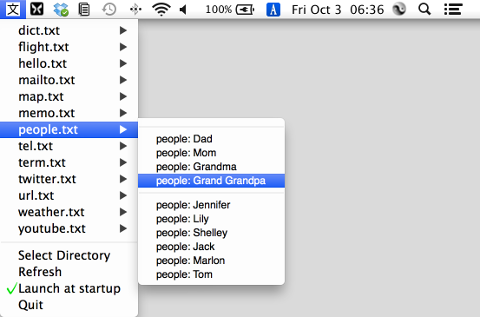 文 100% A Fri Oct 3 06:36
dict.txt
flight.txt
hello.txt
mailto.txt
map.txt
memo.txt
people.txt
tel.txt
term.txt
twitter.txt
url.txt
weather.txt
youtube.txt
Select Directory
Refresh
Launch at startup
Quit
people: Dad
people: Mom
people: Grandma
people: Grand Grandpa
people: Jennifer
people: Lily
people: Shelley
people: Jack
people: Marlon
people: Tom